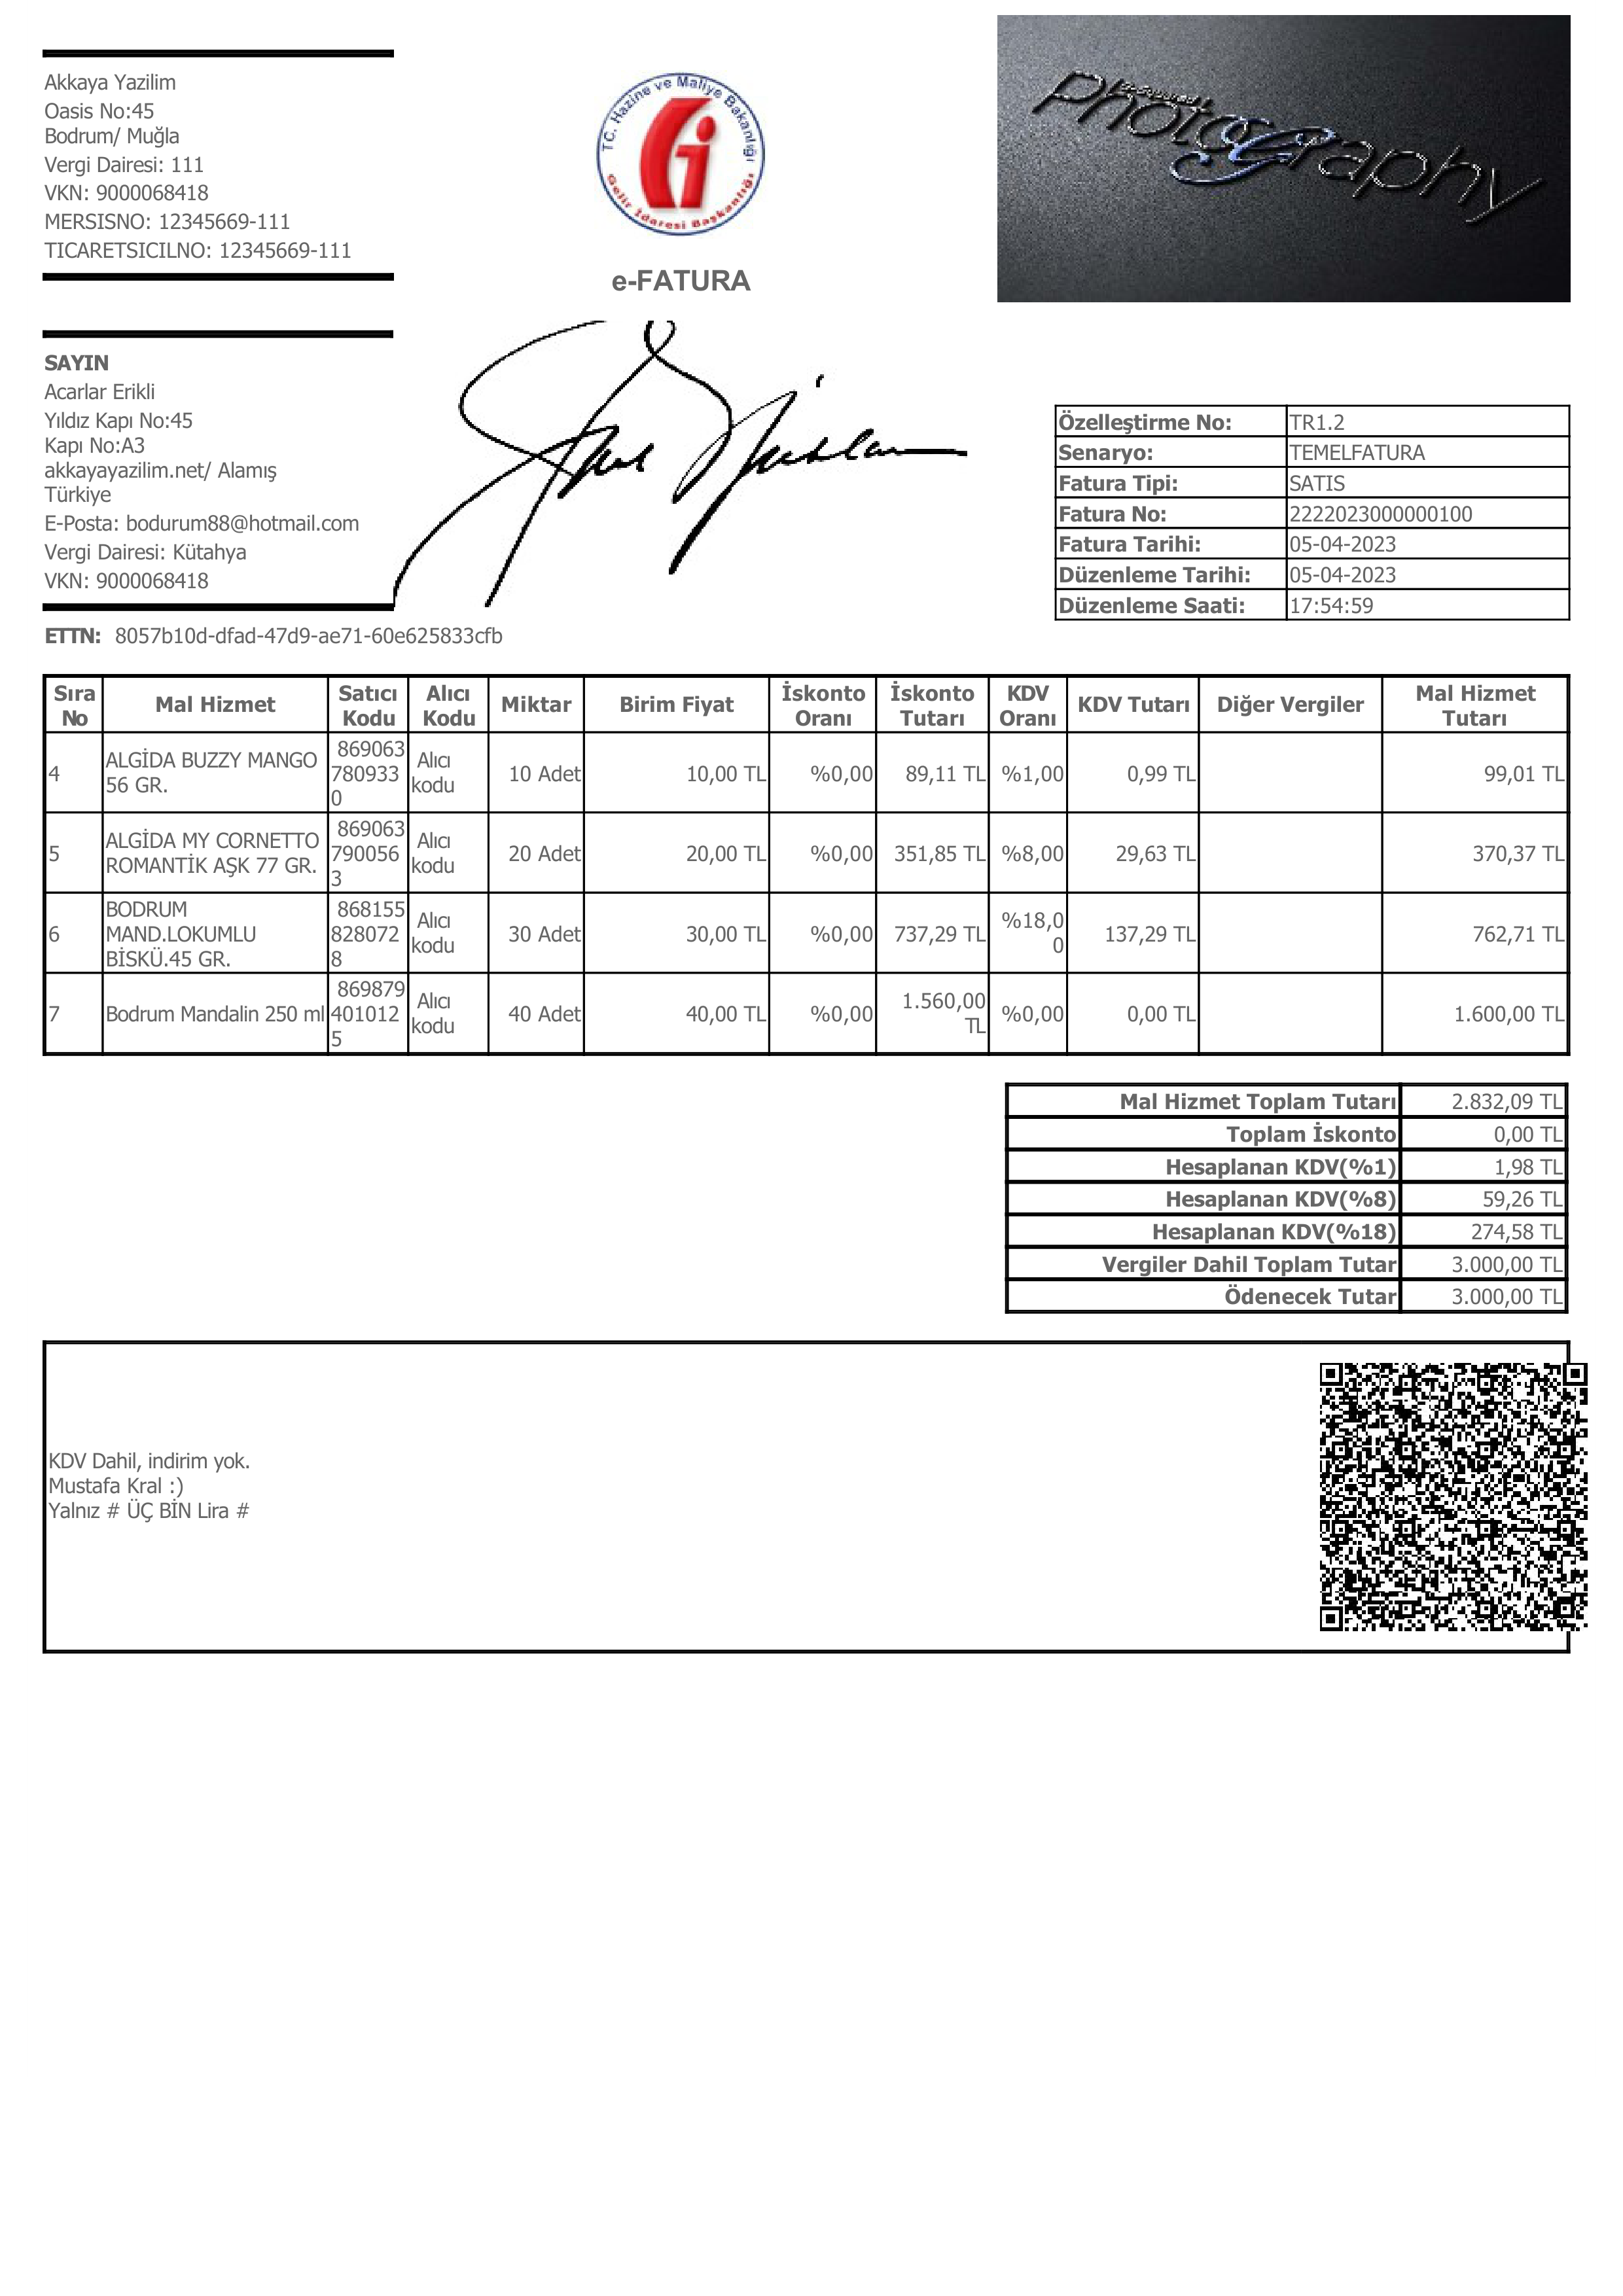 Akkaya Yazilim
Oasis No:45
Bodrum/ Muğla
Vergi Dairesi: 111
VKN: 9000068418
MERSISNO: 12345669-111
TICARETSICILNO: 12345669-111
TC. Hazine ve Maliye Bakanlığı
Gelir İdaresi Başkanlığı
e-FATURA
PhotoGraphy
SAYIN
Acarlar Erikli
Yıldız Kapı No:45
Kapı No:A3
akkayayazilim.net/ Alamış
Türkiye
E-Posta: bodurum88@hotmail.com
Vergi Dairesi: Kütahya
VKN: 9000068418
Özelleştirme No: TR1.2
Senaryo: TEMELFATURA
Fatura Tipi: SATIS
Fatura No: 2222023000000100
Fatura Tarihi: 05-04-2023
Düzenleme Tarihi: 05-04-2023
Düzenleme Saati: 17:54:59
ETTN: 8057b10d-dfad-47d9-ae71-60e625833cfb
Sıra No Mal Hizmet Satıcı Kodu Alıcı Kodu Miktar Birim Fiyat İskonto Oranı İskonto Tutarı KDV Oranı KDV Tutarı Diğer Vergiler Mal Hizmet Tutarı
4 ALGİDA BUZZY MANGO 56 GR. 8690637809330 Alıcı kodu 10 Adet 10,00 TL %0,00 89,11 TL %1,00 0,99 TL 99,01 TL
5 ALGİDA MY CORNETTO ROMANTİK AŞK 77 GR. 8690637900563 Alıcı kodu 20 Adet 20,00 TL %0,00 351,85 TL %8,00 29,63 TL 370,37 TL
6 BODRUM MAND.LOKUMLU BİSKÜ.45 GR. 8681558280728 Alıcı kodu 30 Adet 30,00 TL %0,00 737,29 TL %18,00 137,29 TL 762,71 TL
7 Bodrum Mandalin 250 ml 8698794010125 Alıcı kodu 40 Adet 40,00 TL %0,00 1.560,00 TL %0,00 0,00 TL 1.600,00 TL
Mal Hizmet Toplam Tutarı 2.832,09 TL
Toplam İskonto 0,00 TL
Hesaplanan KDV(%1) 1,98 TL
Hesaplanan KDV(%8) 59,26 TL
Hesaplanan KDV(%18) 274,58 TL
Vergiler Dahil Toplam Tutar 3.000,00 TL
Ödenecek Tutar 3.000,00 TL
KDV Dahil, indirim yok.
Mustafa Kral :)
Yalnız # ÜÇ BİN Lira #